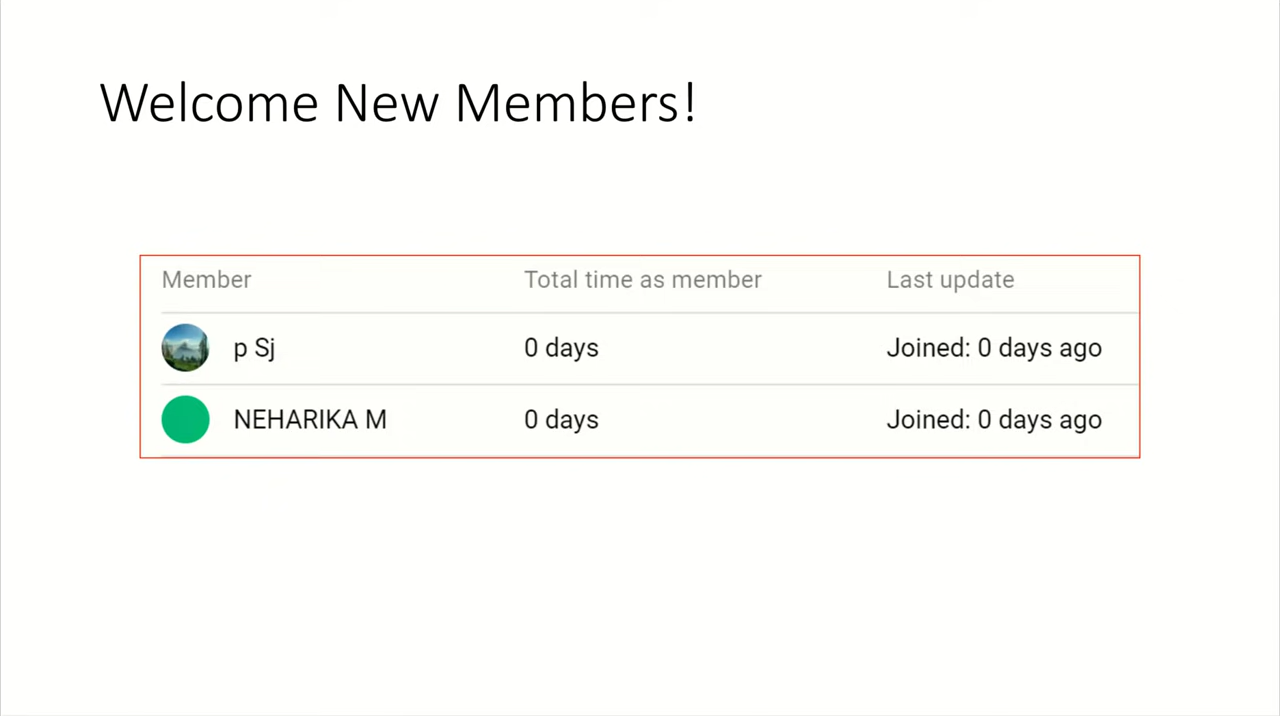 Welcome New Members!
Member Total time as member Last update
p Sj 0 days Joined: 0 days ago
NEHARIKA M 0 days Joined: 0 days ago